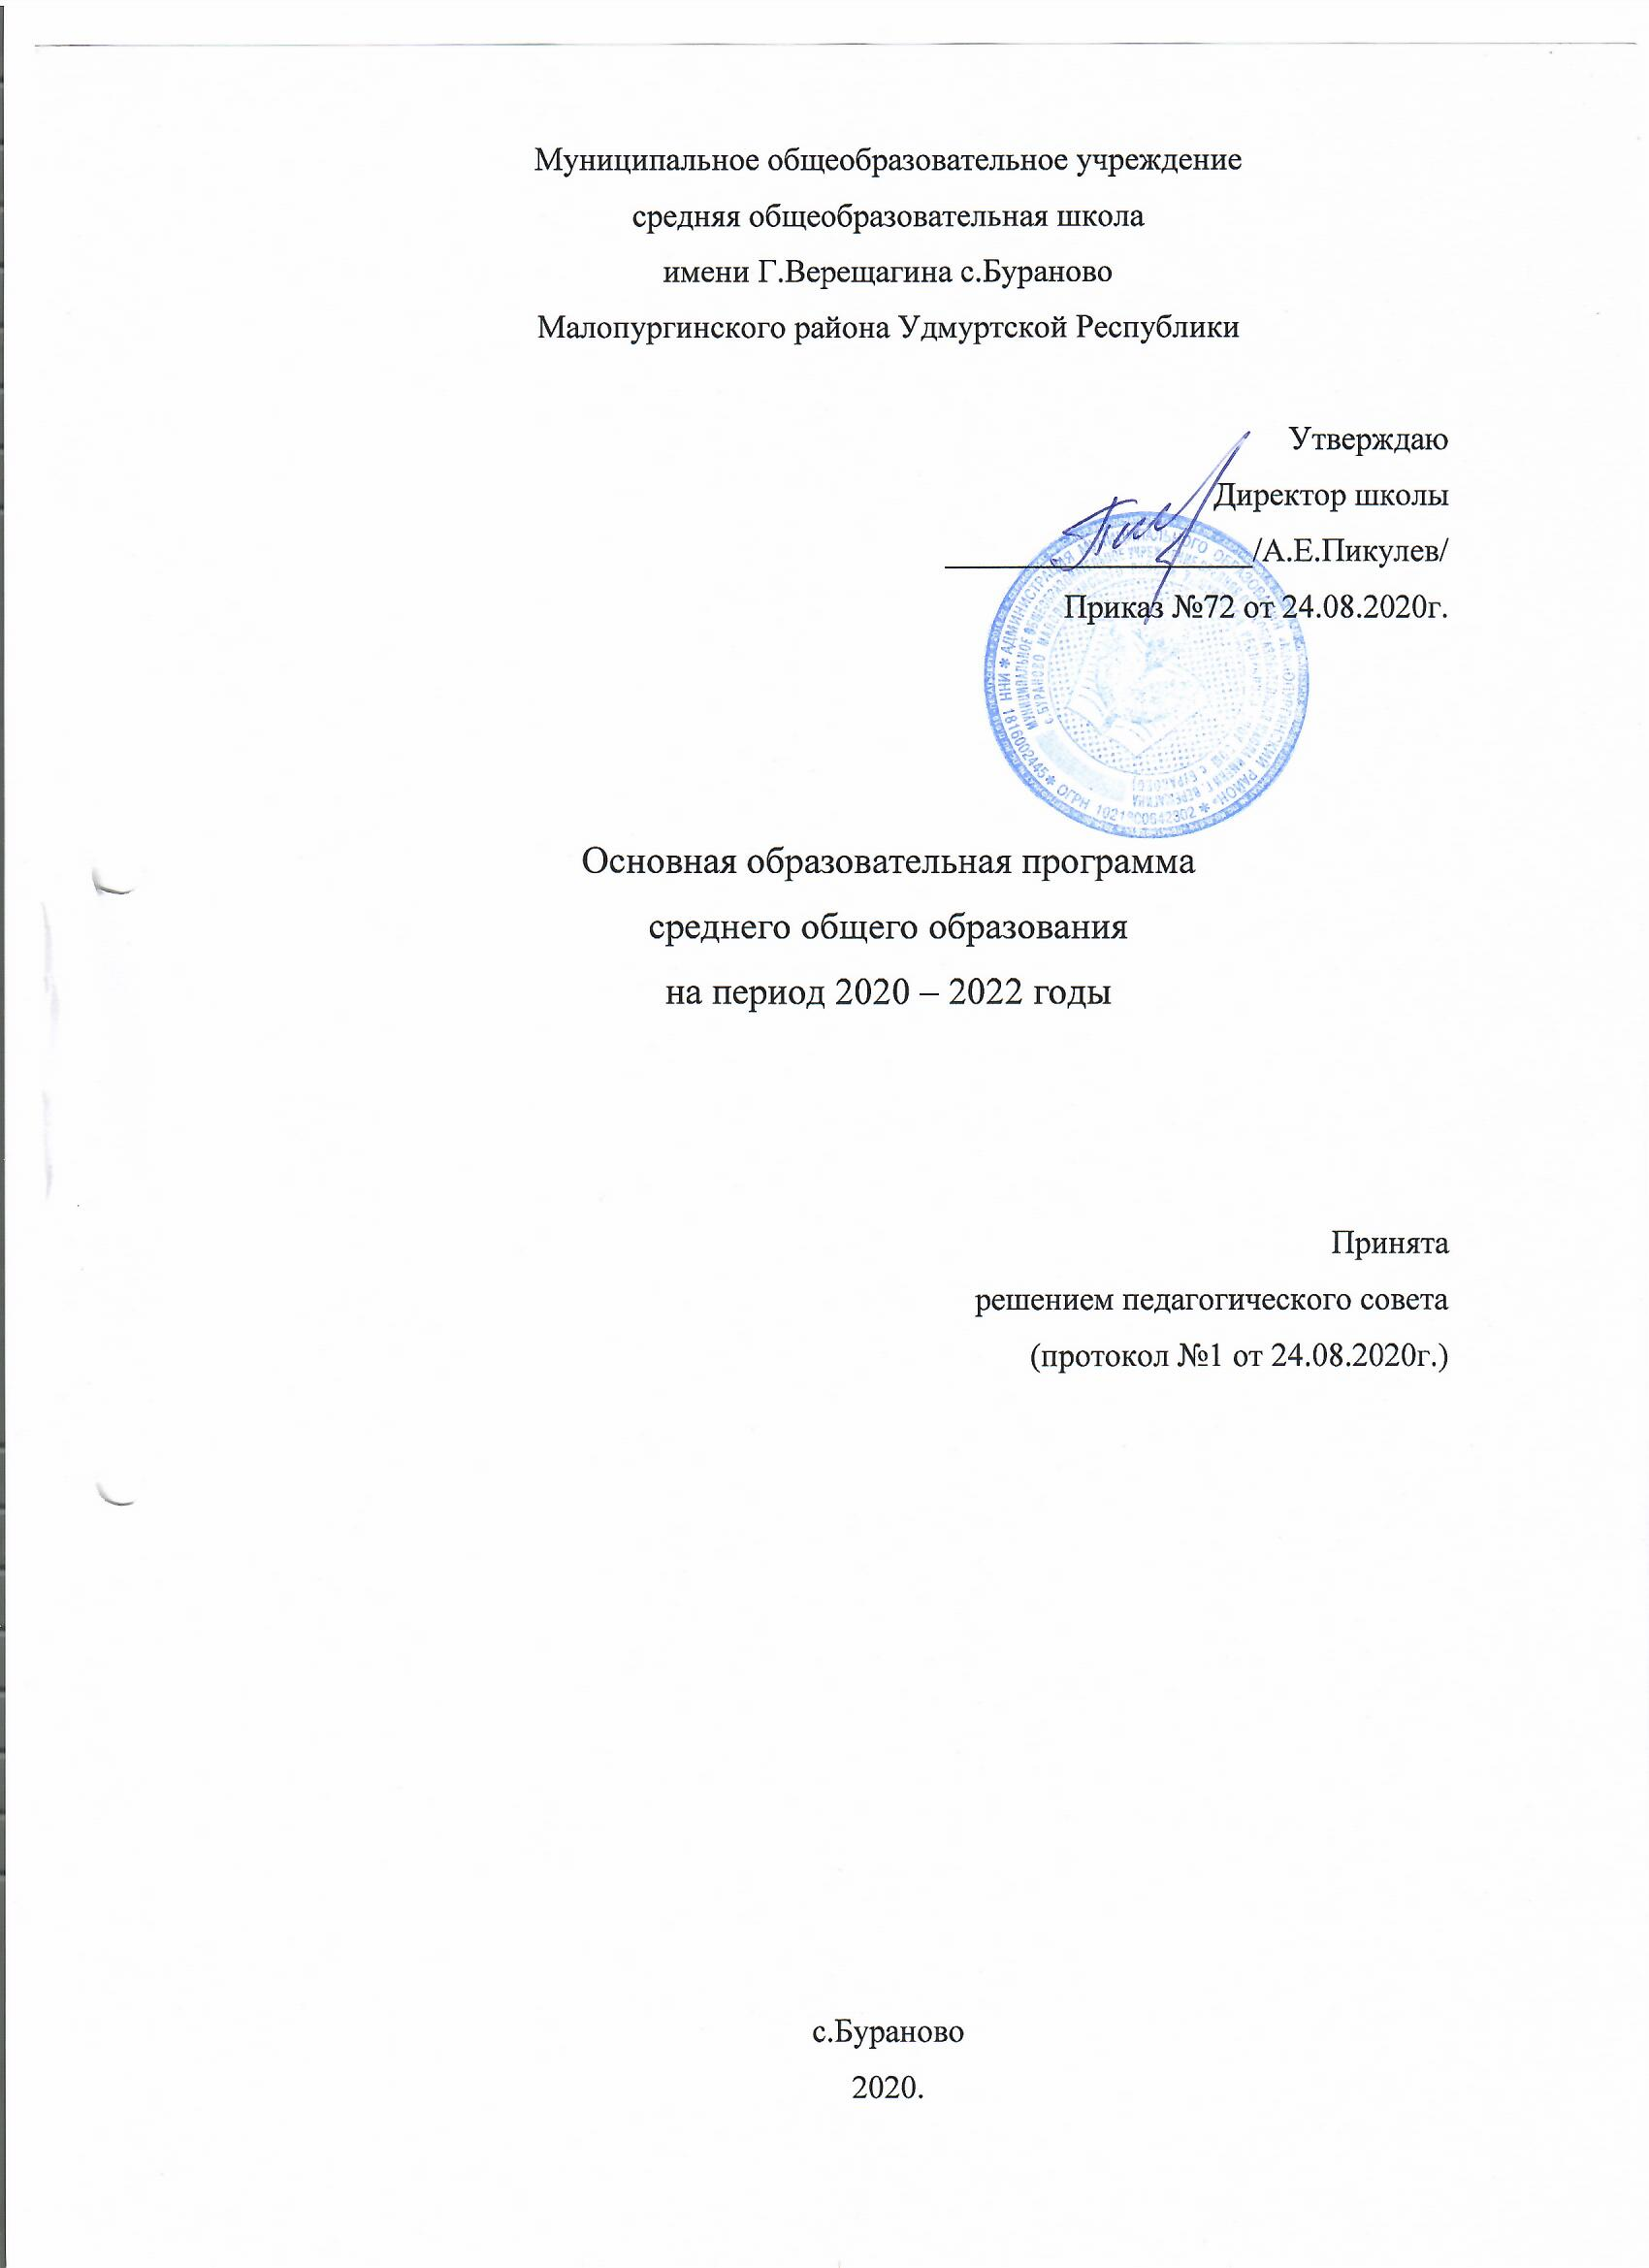 Муниципальное общеобразовательное учреждение
средняя общеобразовательная школа
имени Г.Верещагина с.Бураново
Малопургинского района Удмуртской Республики
Утверждаю
Директор школы
/А.Е.Пикулев/
Приказ №72 от 24.08.2020г.
Основная образовательная программа
среднего общего образования
на период 2020 – 2022 годы
Принята
решением педагогического совета
(протокол №1 от 24.08.2020г.)
с.Бураново
2020.